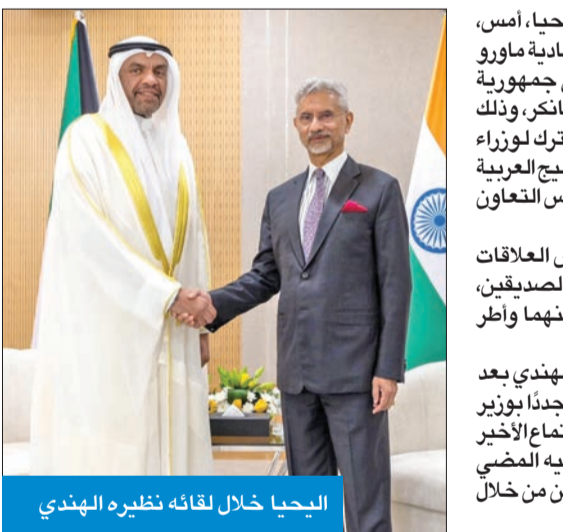 حيا، أمس،
ادية ماورو
جمهورية
انكر، وذلك
ترك لوزراء
يج العربية
س التعاون
العلاقات
لصديقين،
نهما وأطر
هندي بعد
جددًا بوزير
تماع الأخير
يه المضي
ن من خلال
اليحيا خلال لقائه نظيره الهندي